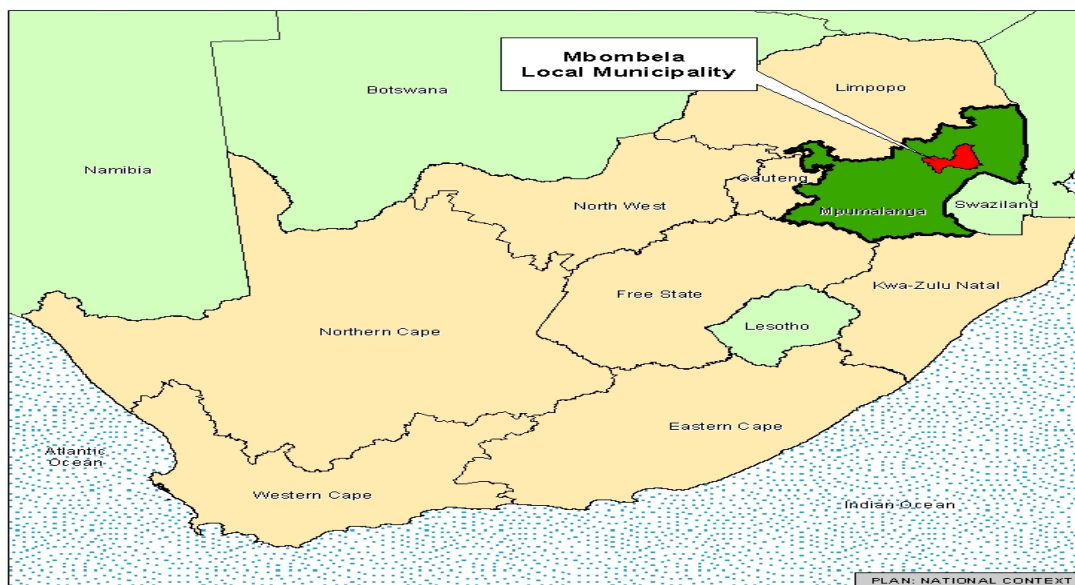 Mbombela
Local Municipality
Limpopo
Botswana
Namibia
Gauteng
North West
Mpumalanga
Swaziland
Free State
Kwa-Zulu Natal
Northern Cape
Lesotho
Eastern Cape
Atlantic
Ocean
Western Cape
Indian Ocean
PLAN: NATIONAL CONTEXT